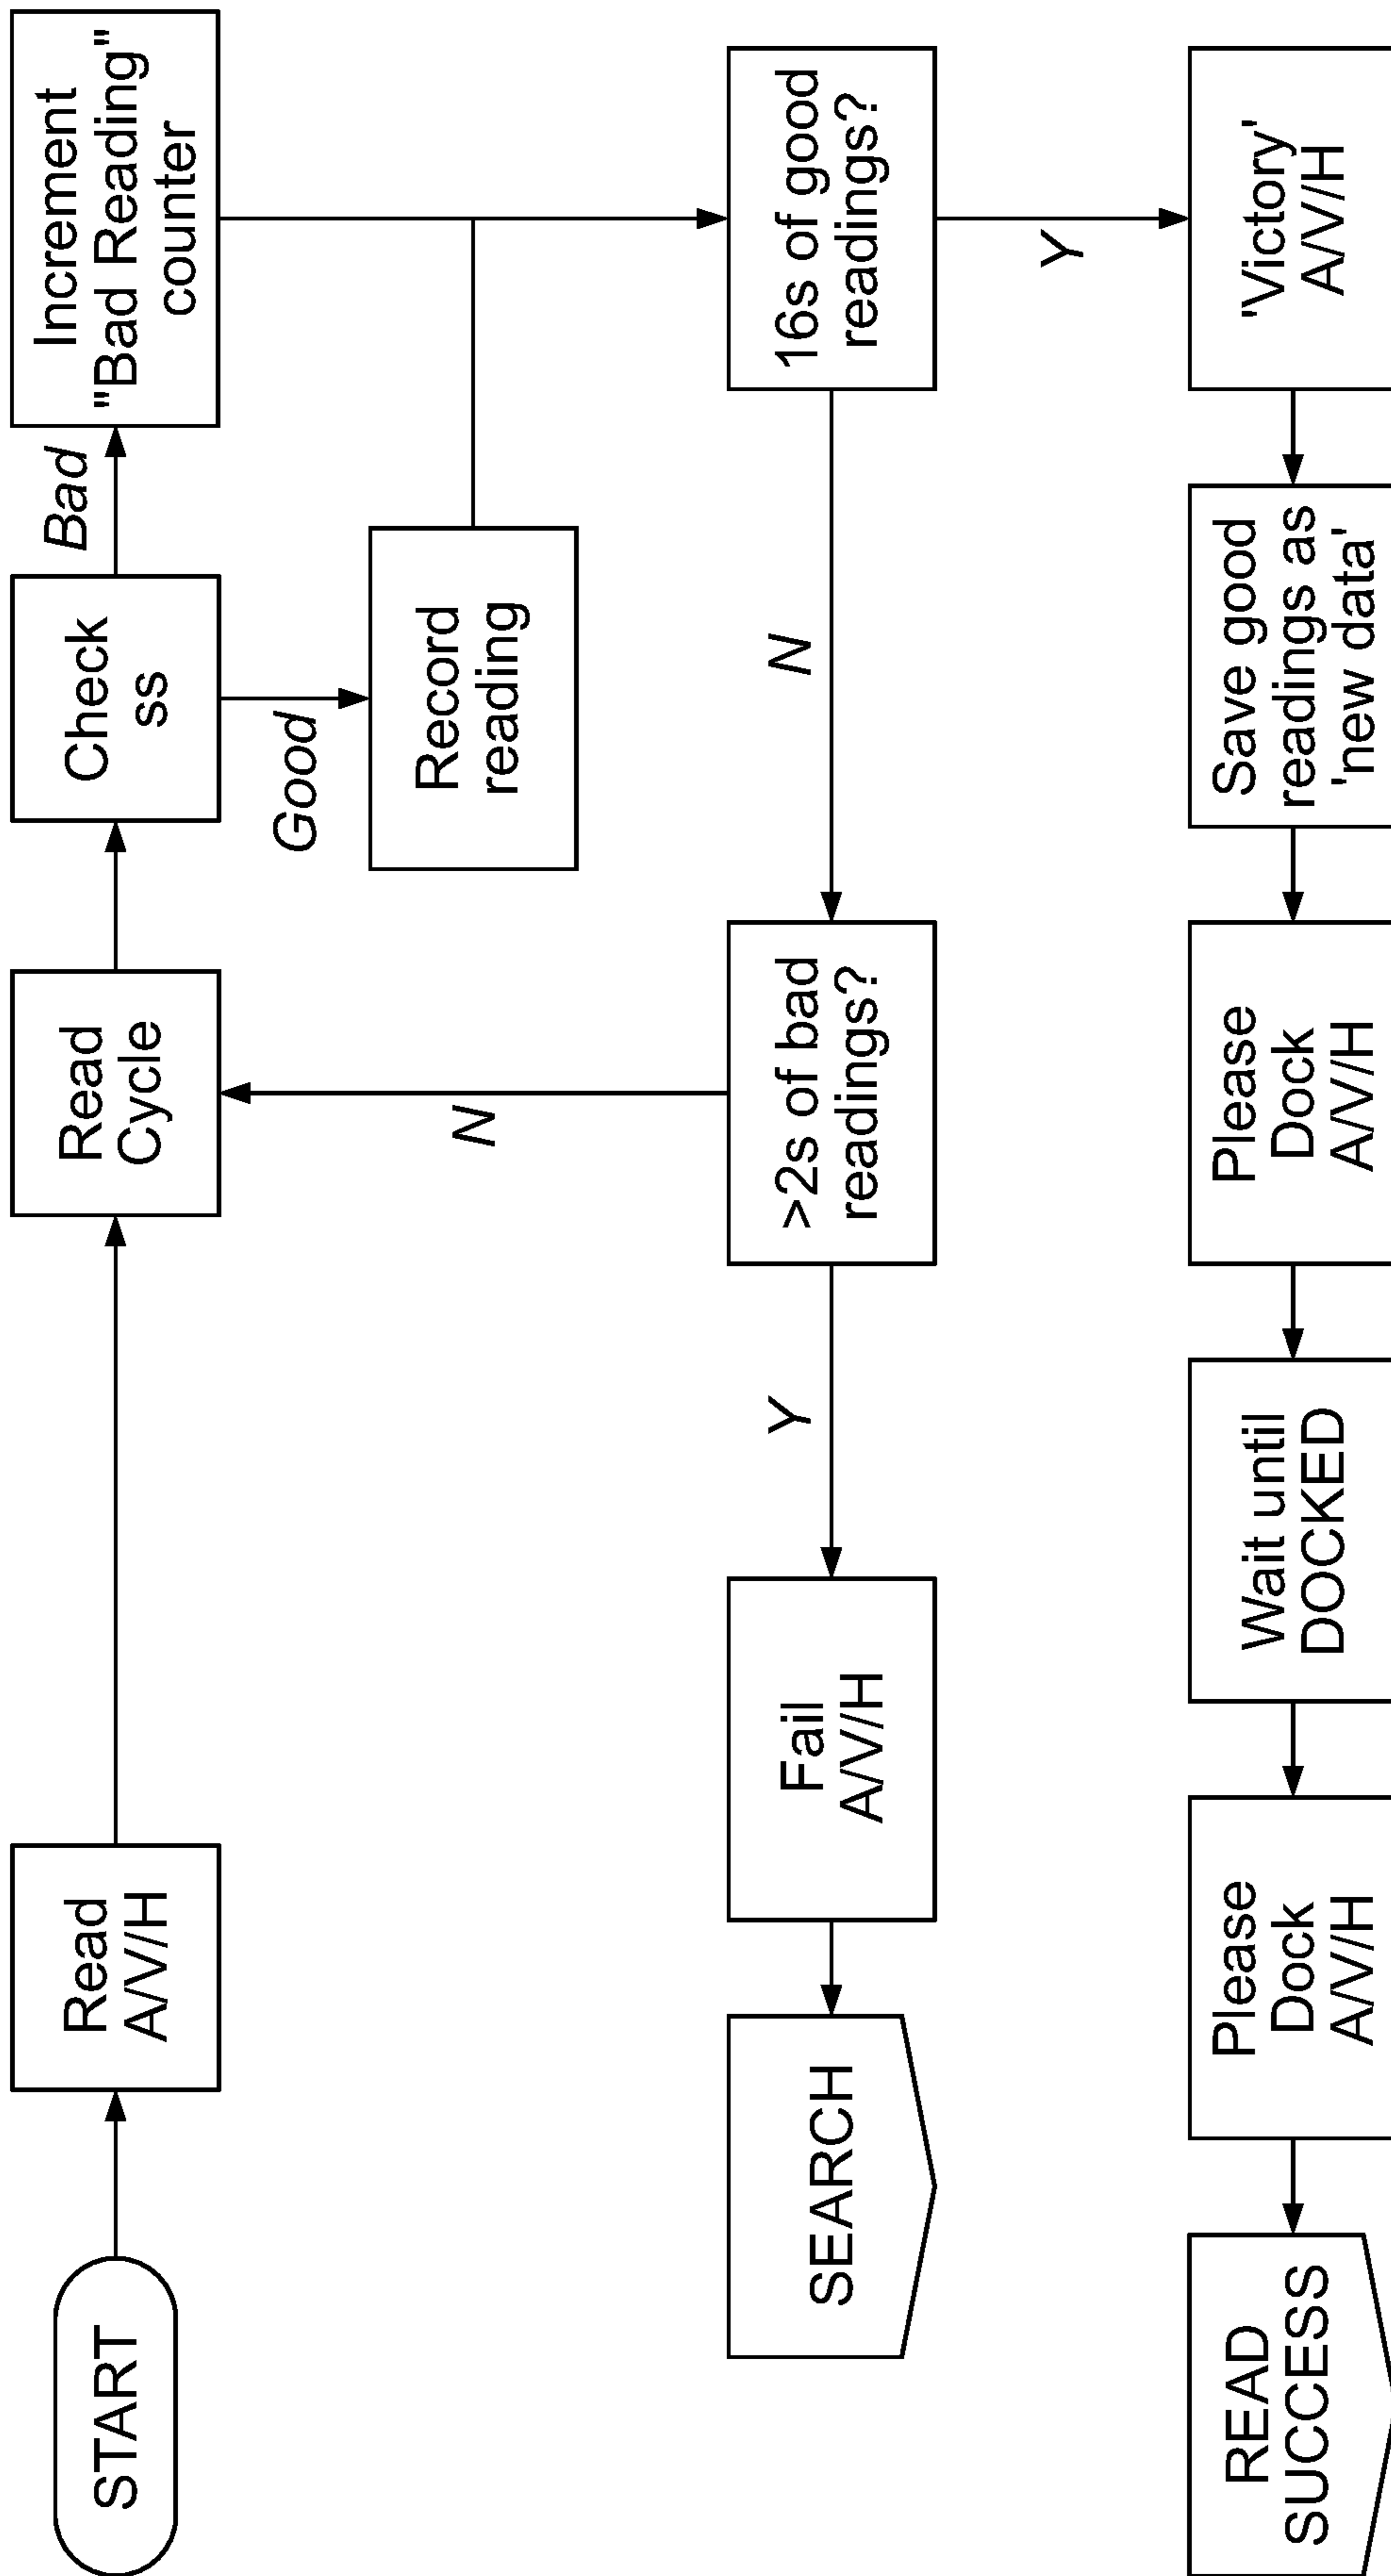 START
Read
A/V/H
Read
Cycle
Check
ss
Bad
Increment
"Bad Reading"
counter
Good
Record
reading
N
SEARCH
Fail
A/V/H
Y
>2s of bad
readings?
N
16s of good
readings?
Y
READ
SUCCESS
Please
Dock
A/V/H
Wait until
DOCKED
Please
Dock
A/V/H
Save good
readings as
'new data'
'Victory'
A/V/H